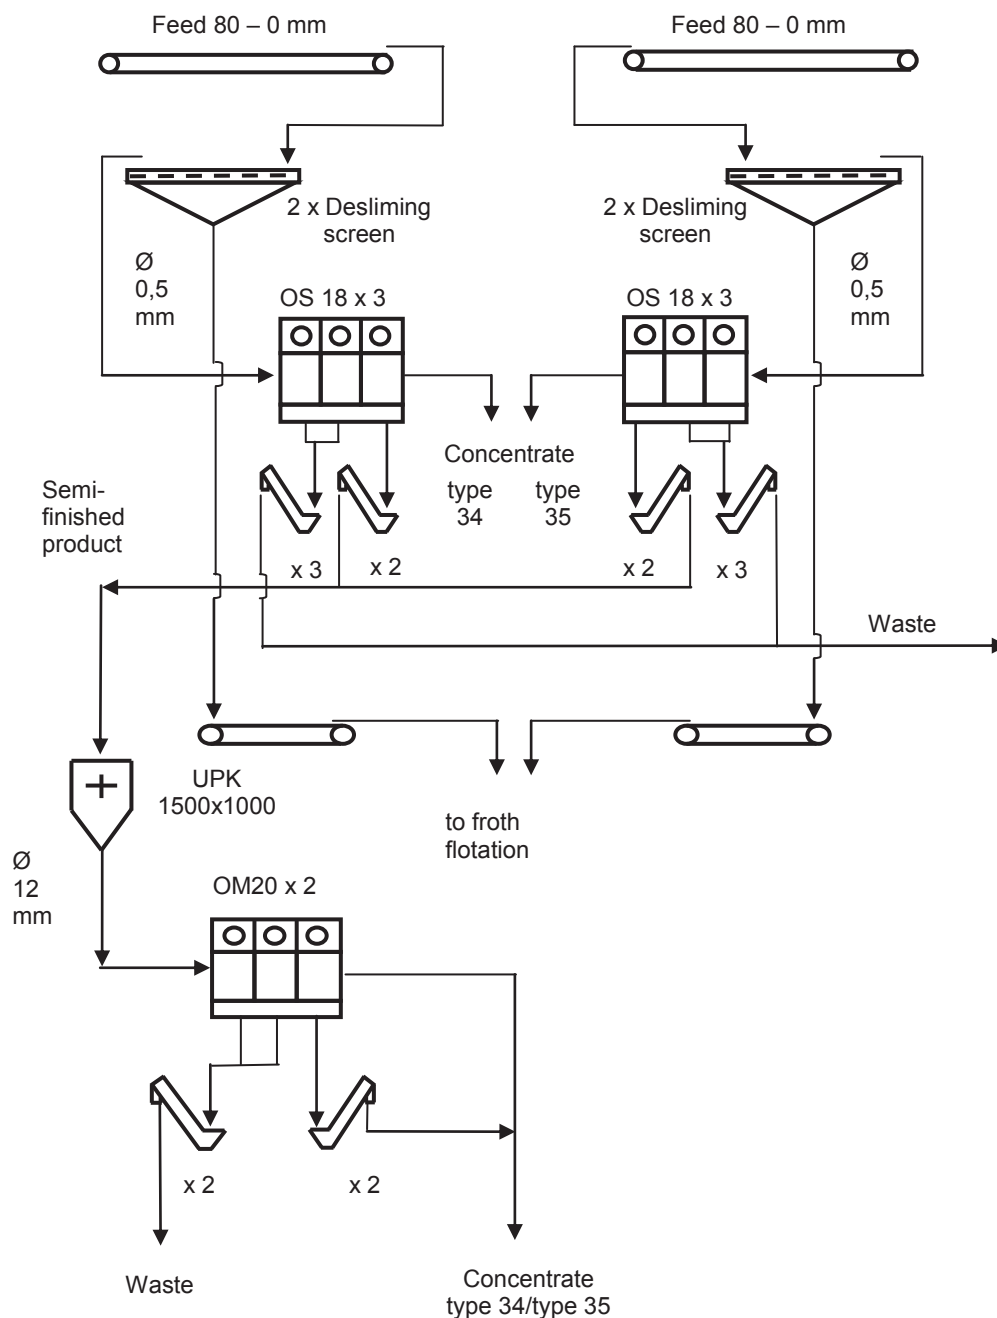 Feed 80 – 0 mm
Feed 80 – 0 mm
2 x Desliming
screen
2 x Desliming
screen
Ø
0,5
mm
Ø
0,5
mm
OS 18 x 3
OS 18 x 3
Concentrate
type
34
type
35
Semi-
finished
product
x 3
x 2
x 2
x 3
Waste
UPK
1500x1000
to froth
flotation
Ø
12
mm
OM20 x 2
x 2
x 2
Waste
Concentrate
type 34/type 35